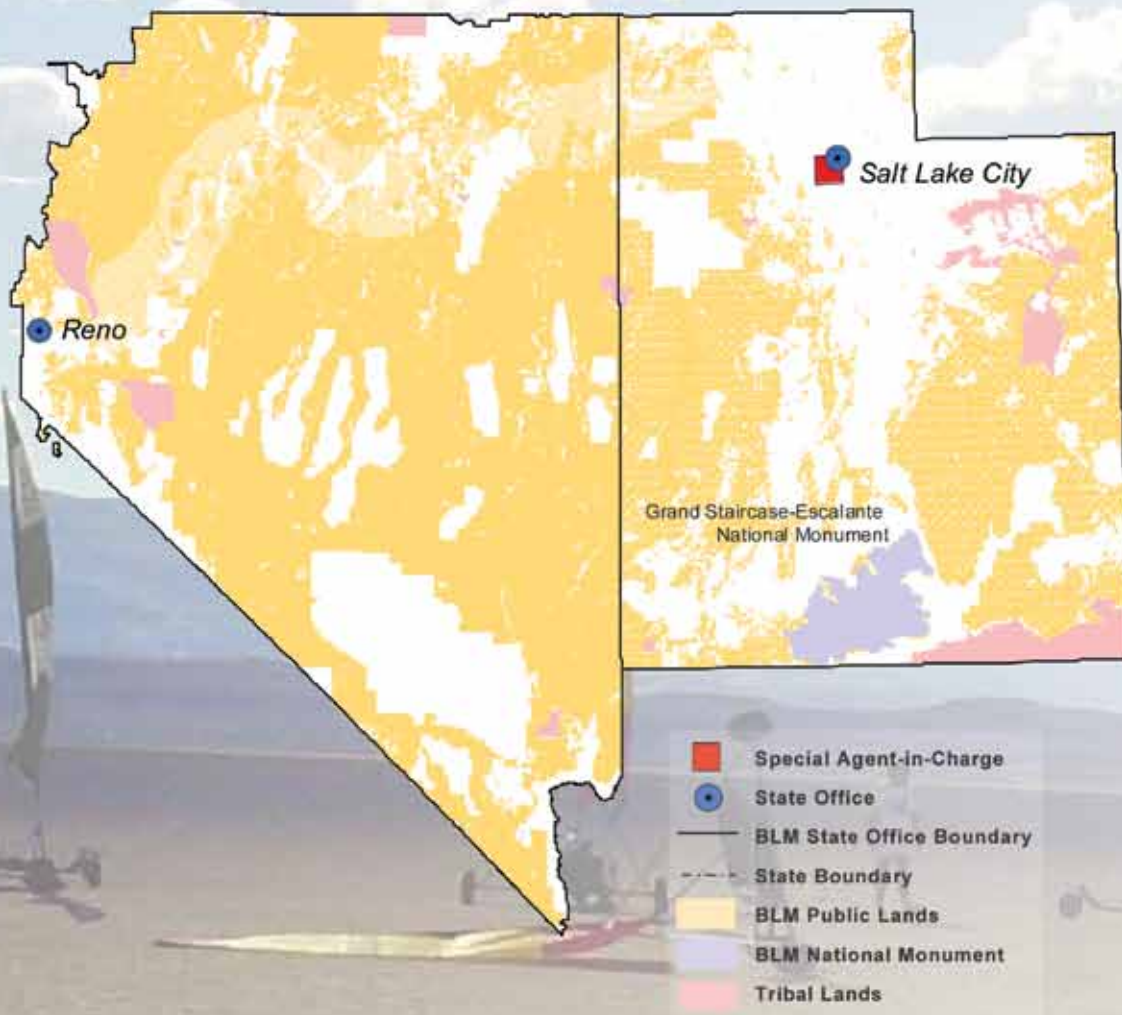 Salt Lake City
Reno
Grand Staircase-Escalante
National Monument
Special Agent-in-Charge
State Office
BLM State Office Boundary
State Boundary
BLM Public Lands
BLM National Monument
Tribal Lands